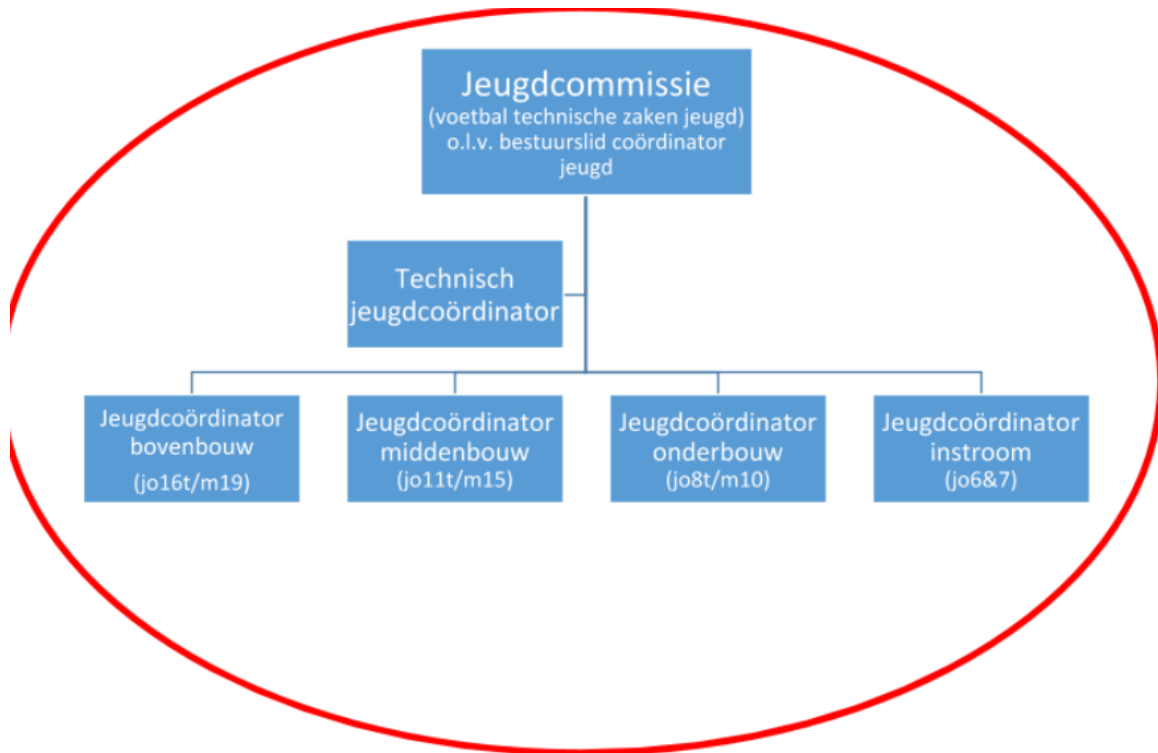 Jeugdcommissie
(voetbal technische zaken jeugd)
o.l.v. bestuurslid coördinator
jeugd
Technisch
jeugdcoördinator
Jeugdcoördinator
bovenbouw
(jo16t/m19)
Jeugdcoördinator
middenbouw
(jo11t/m15)
Jeugdcoördinator
onderbouw
(jo8t/m10)
Jeugdcoördinator
instroom
(jo6&7)